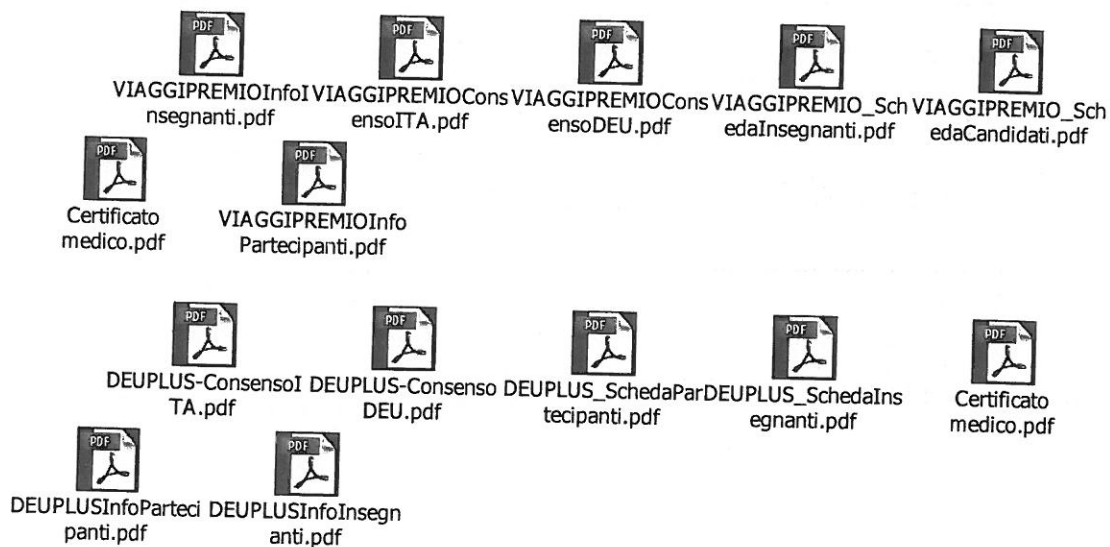 PDF PDF PDF PDF PDF
VIAGGIPREMIOInfoI VIAGGIPREMIOCons VIAGGIPREMIOCons VIAGGIPREMIO_Sch VIAGGIPREMIO_Sch
nsegnanti.pdf ensoITA.pdf ensoDEU.pdf edaInsegnanti.pdf edaCandidati.pdf
PDF PDF
Certificato VIAGGIPREMIOInfo
medico.pdf Partecipanti.pdf
PDF PDF PDF PDF PDF
DEUPLUS-ConsensoI DEUPLUS-Consenso DEUPLUS_SchedaPar DEUPLUS_SchedaIns Certificato
TA.pdf DEU.pdf tecipanti.pdf egnanti.pdf medico.pdf
PDF PDF
DEUPLUSInfoParteci DEUPLUSInfoInsegn
panti.pdf anti.pdf